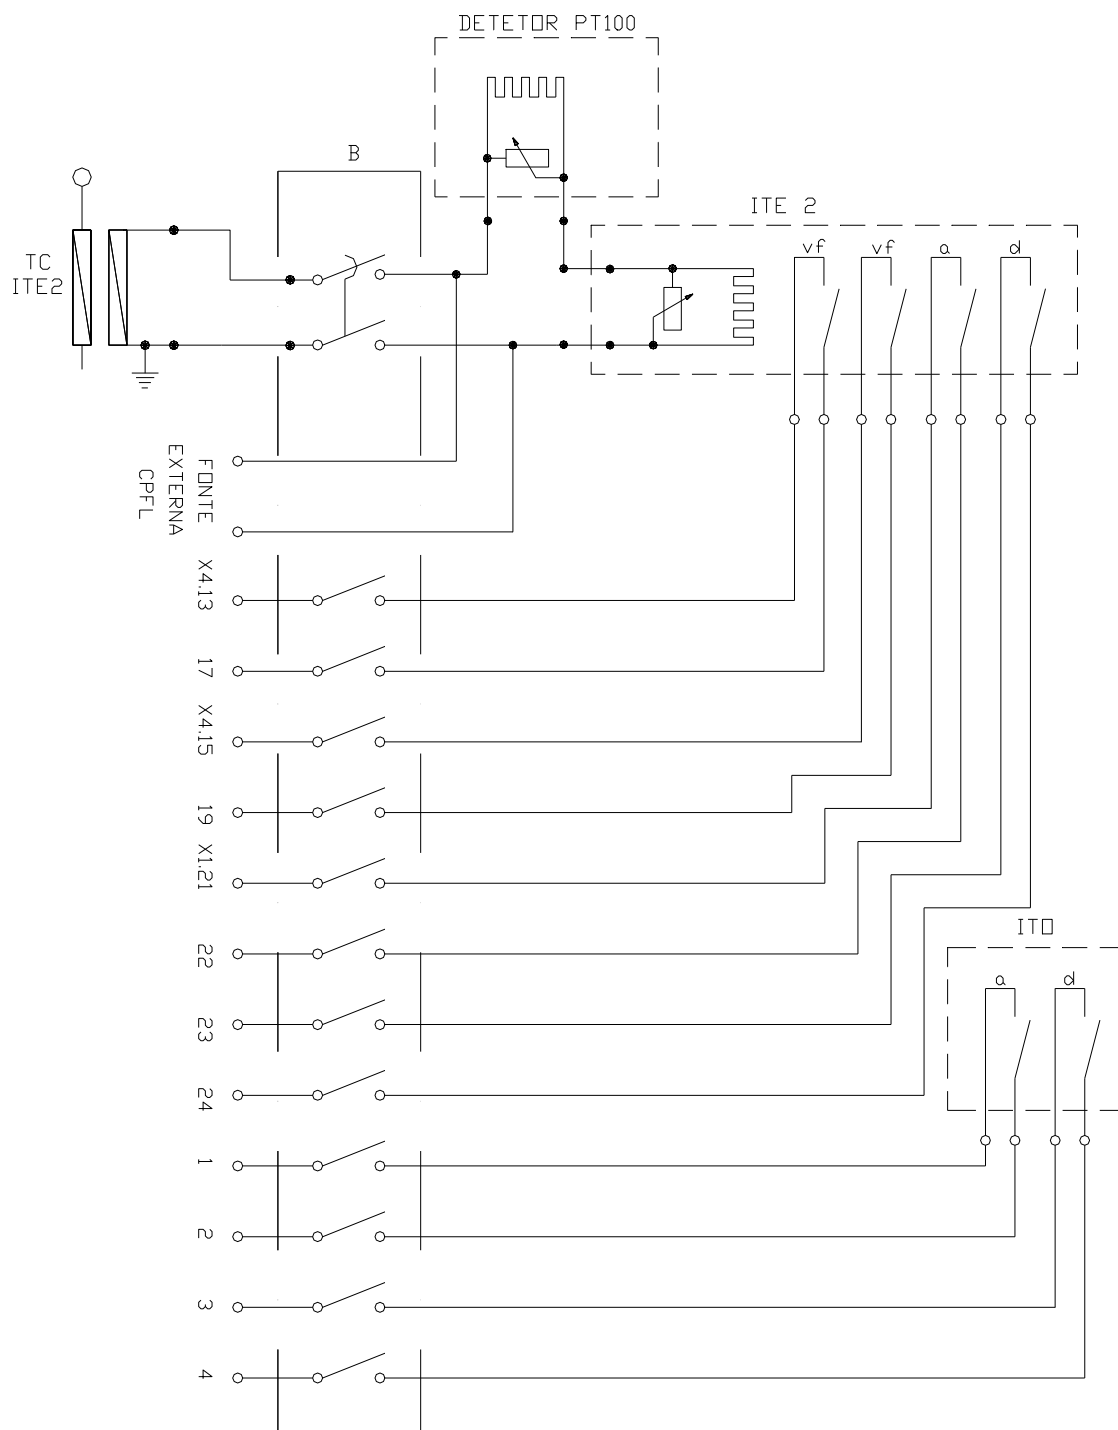 DETETOR PT100
B
ITE 2
TC
ITE2
vf
vf
a
d
FONTE
EXTERNA
CPFL
X4.13
17
X4.15
19
X1.21
22
23
24
ITO
a
d
1
2
3
4